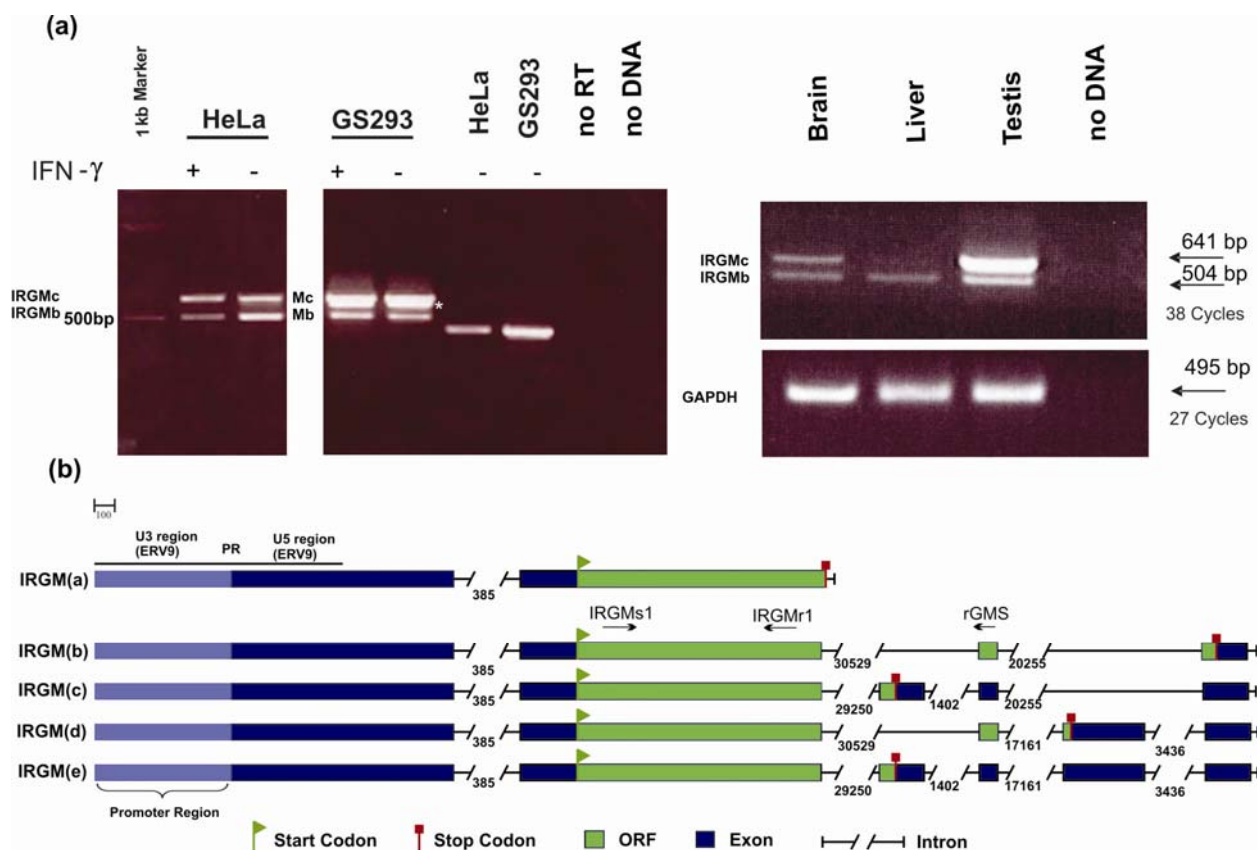 (a)
1 kb Marker
HeLa
GS293
HeLa
GS293
no RT
no DNA
Brain
Liver
Testis
no DNA
IFN -γ
+
-
+
-
-
-
IRGMc
IRGMb
500bp
Mc
Mb
*
IRGMc
IRGMb
641 bp
504 bp
38 Cycles
GAPDH
495 bp
27 Cycles
(b)
100
U3 region
(ERV9)
PR
U5 region
(ERV9)
IRGM(a)
385
IRGMs1
IRGMr1
rGMS
IRGM(b)
385
30529
20255
IRGM(c)
385
29250
1402
20255
IRGM(d)
385
30529
17161
3436
IRGM(e)
385
29250
1402
17161
3436
Promoter Region
Start Codon
Stop Codon
ORF
Exon
Intron